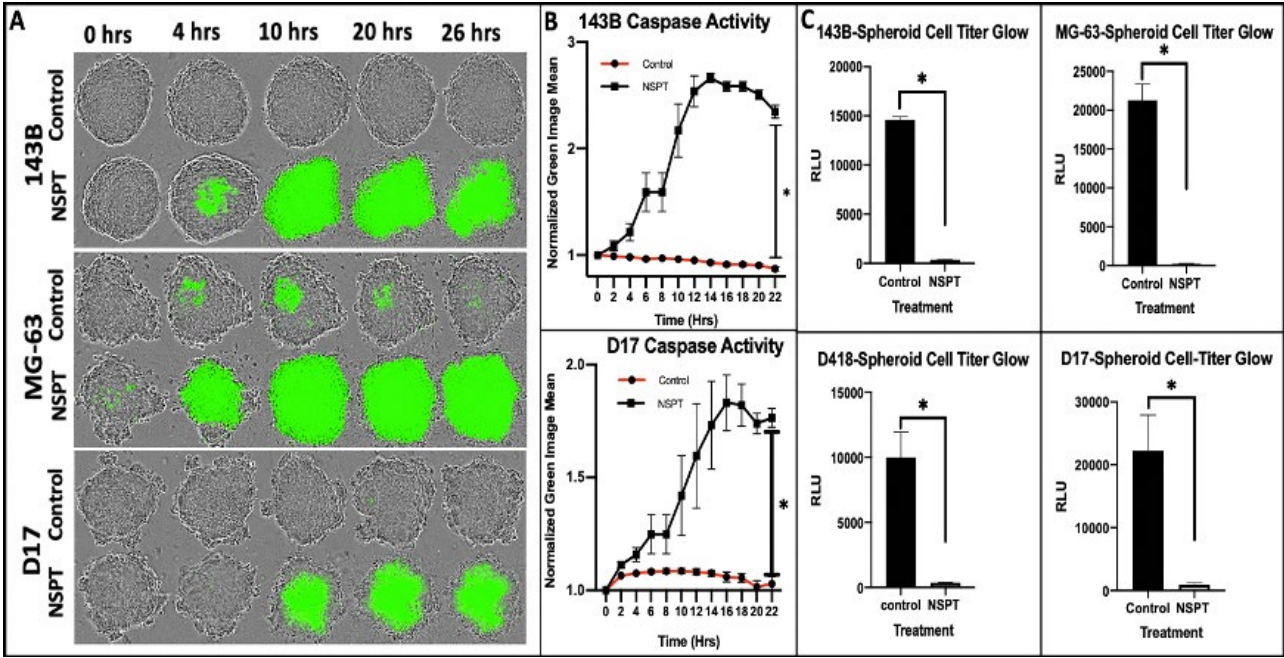 A
0 hrs 4 hrs 10 hrs 20 hrs 26 hrs
143B
Control
NSPT
MG-63
Control
NSPT
D17
Control
NSPT
B
143B Caspase Activity
Normalized Green Image Mean
3
2
1
Control
NSPT
*
0 2 4 6 8 10 12 14 16 18 20 22
Time (Hrs)
D17 Caspase Activity
Normalized Green Image Mean
2.0
1.5
1.0
Control
NSPT
*
0 2 4 6 8 10 12 14 16 18 20 22
Time (Hrs)
C
143B-Spheroid Cell Titer Glow
RLU
20000
15000
10000
5000
0
*
Control NSPT
Treatment
MG-63-Spheroid Cell Titer Glow
RLU
25000
20000
15000
10000
5000
0
*
Control NSPT
Treatment
D418-Spheroid Cell Titer Glow
RLU
15000
10000
5000
0
*
control NSPT
Treatment
D17-Spheroid Cell-Titer Glow
RLU
30000
20000
10000
0
*
Control NSPT
Treatment